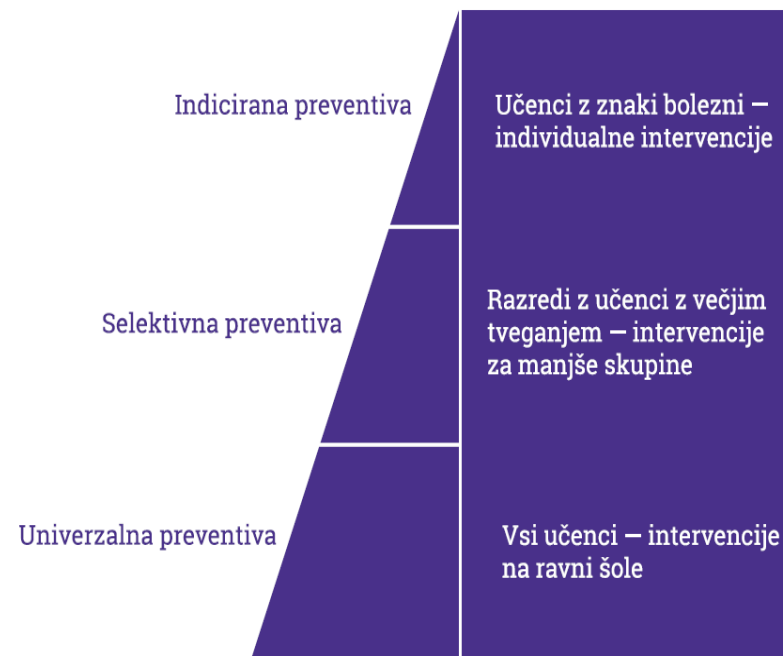 Indicirana preventiva
Učenci z znaki bolezni —
individualne intervencije
Selektivna preventiva
Razredi z učenci z večjim
tveganjem — intervencije
za manjše skupine
Univerzalna preventiva
Vsi učenci — intervencije
na ravni šole